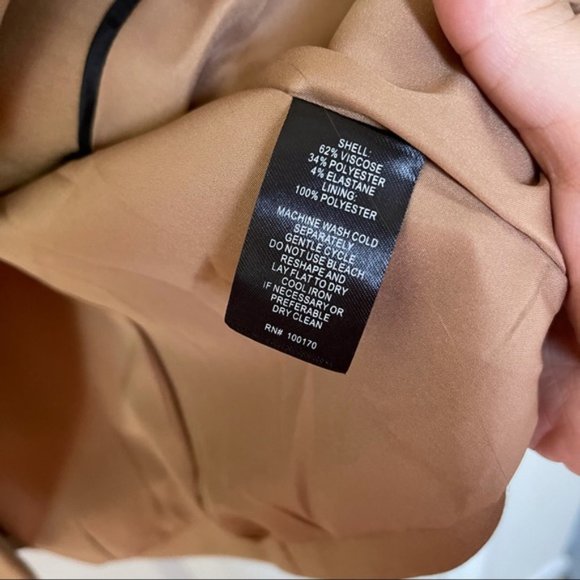 SHELL:
62% VISCOSE
34% POLYESTER
4% ELASTANE
LINING:
100% POLYESTER
MACHINE WASH COLD
SEPARATELY
GENTLE CYCLE
DO NOT USE BLEACH
RESHAPE AND
LAY FLAT TO DRY
COOL IRON
IF NECESSARY OR
PREFERABLE
DRY CLEAN
RN# 100170